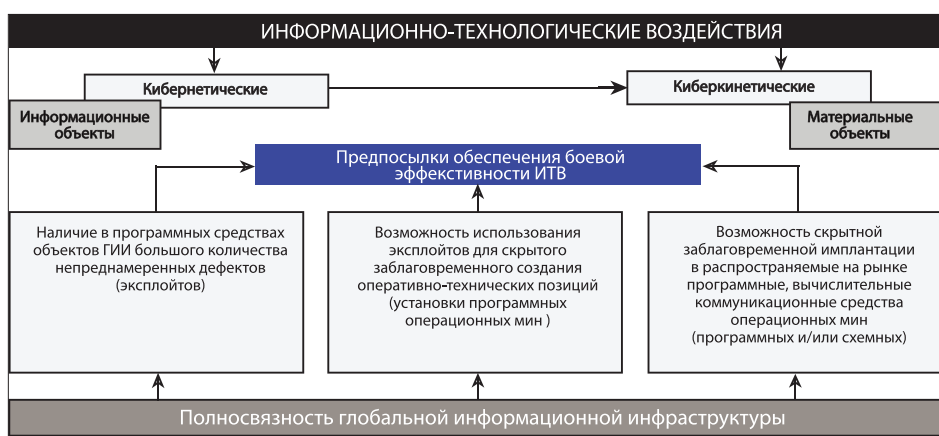 ИНФОРМАЦИОННО-ТЕХНОЛОГИЧЕСКИЕ ВОЗДЕЙСТВИЯ
Кибернетические
Киберкинетические
Информационные
объекты
Материальные
объекты
Предпосылки обеспечения боевой
эффекстивности ИТВ
Наличие в программных средствах
объектов ГИИ большого количества
непреднамеренных дефектов
(эксплойтов)
Возможность использования
эксплойтов для скрытого
заблаговременного создания
оперативно-технических позиций
(установки программных
операционных мин )
Возможность скрытной
заблаговременной имплантации
в распространяемые на рынке
программные, вычислительные
коммуникационные средства
операционных мин
(программных и/или схемных)
Полносвязность глобальной информационной инфраструктуры